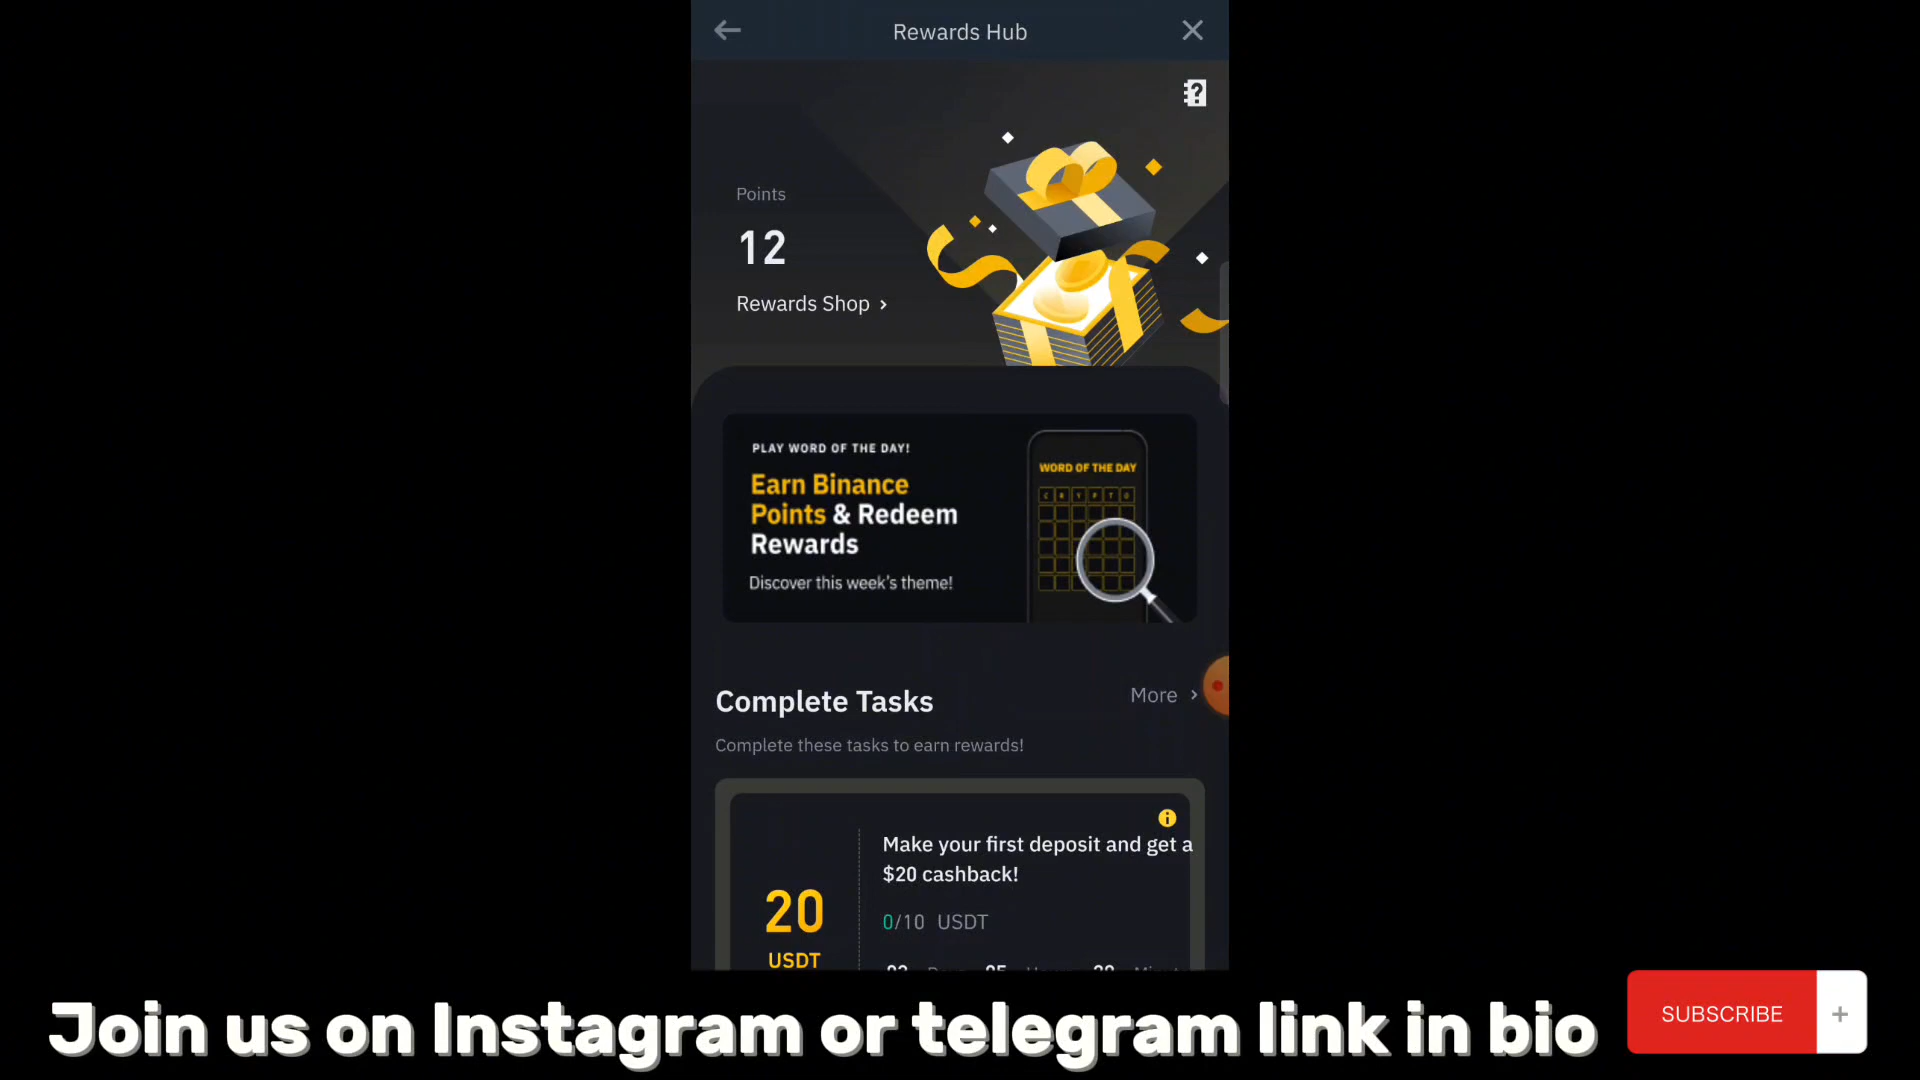 Rewards Hub
Points
12
Rewards Shop
PLAY WORD OF THE DAY!
Earn Binance
Points & Redeem
Rewards
Discover this week's theme!
WORD OF THE DAY
C R Y P T O
Complete Tasks
More
Complete these tasks to earn rewards!
Make your first deposit and get a
$20 cashback!
20
USDT
0/10 USDT
Join us on Instagram or telegram link in bio
SUBSCRIBE +